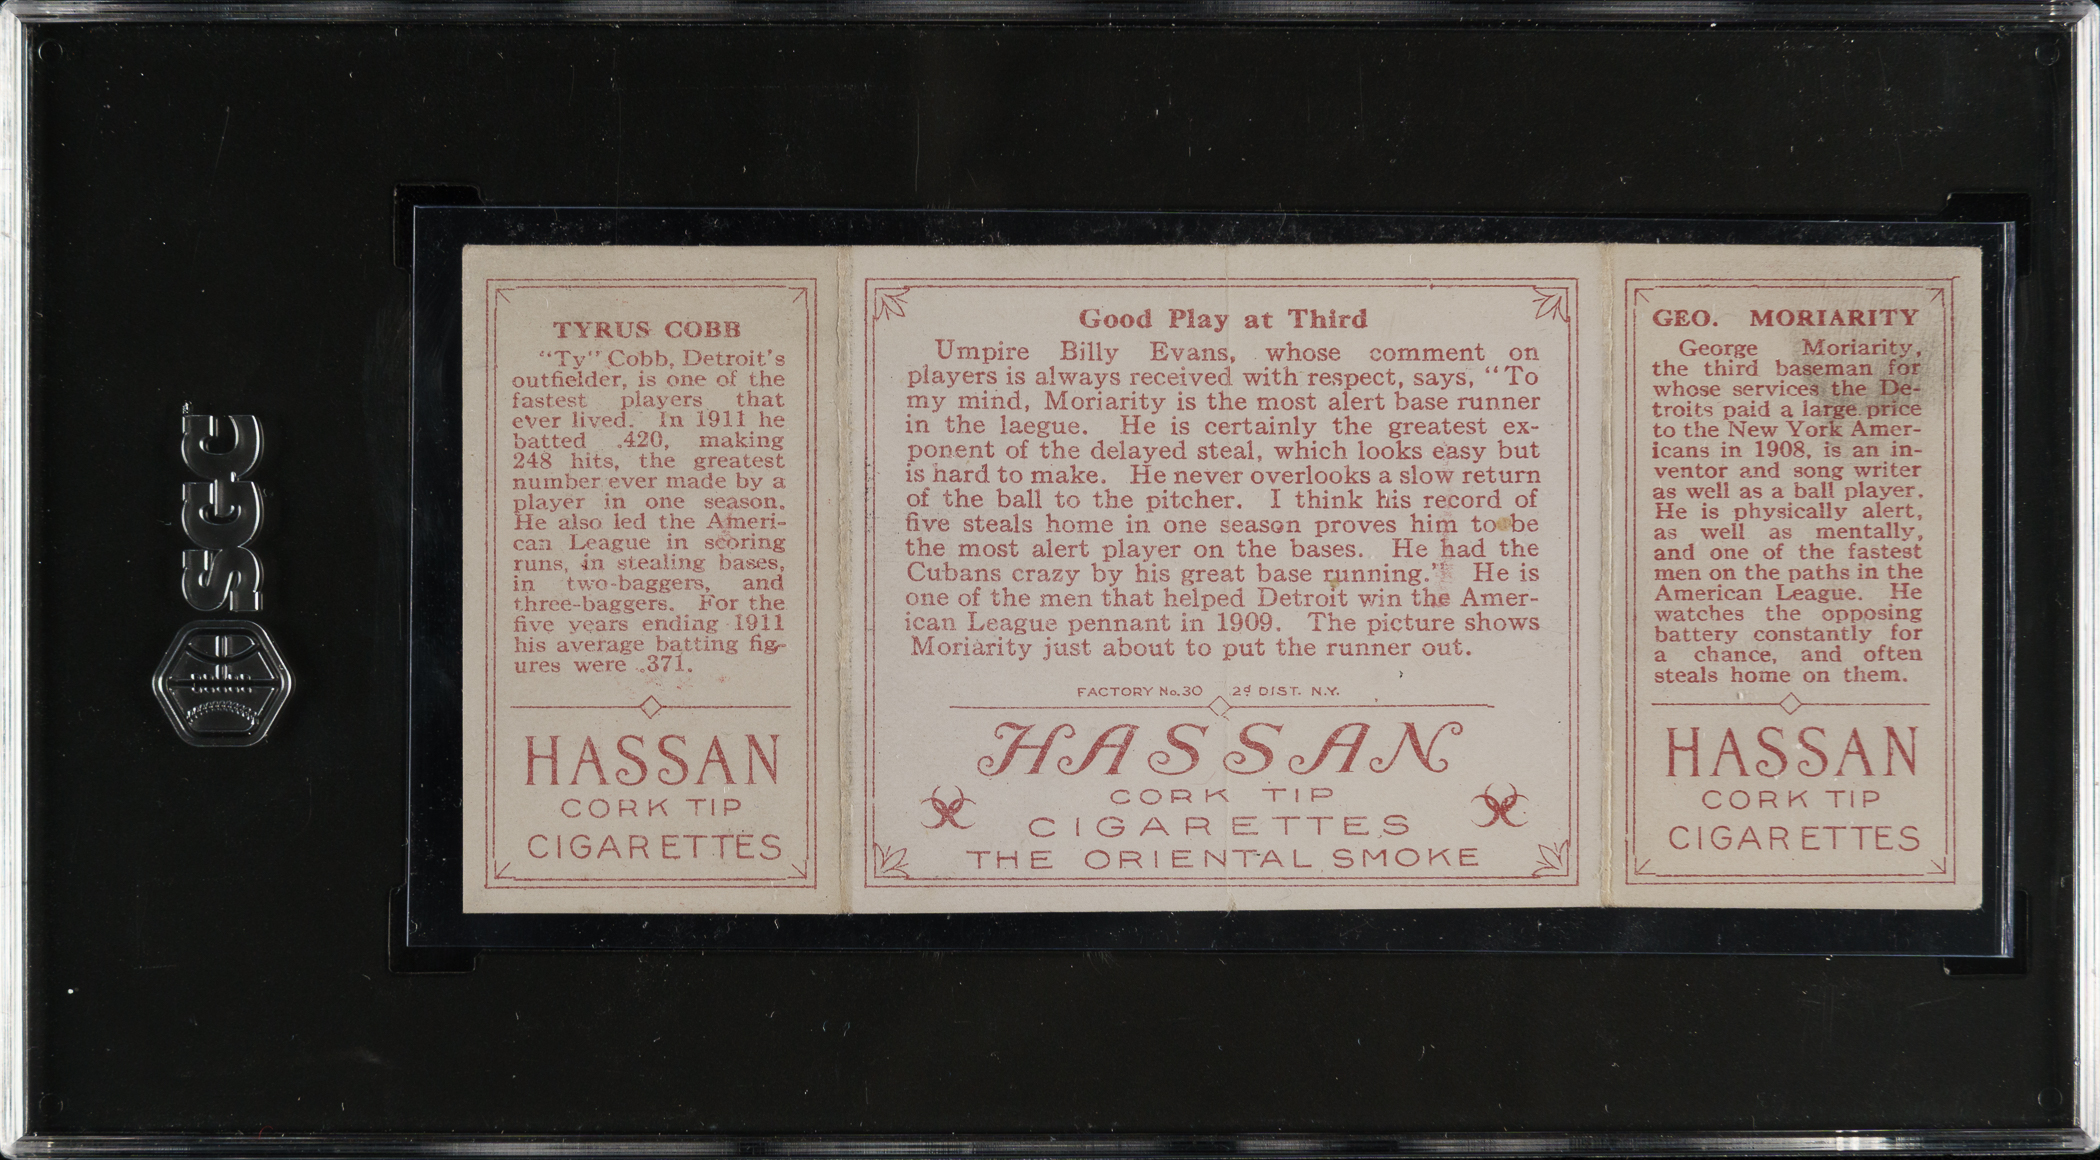 SGC
TYRUS COBB
"Ty" Cobb, Detroit's
outfielder, is one of the
fastest players that
ever lived. In 1911 he
batted .420, making
248 hits, the greatest
number ever made by a
player in one season.
He also led the Ameri-
can League in scoring
runs, in stealing bases,
in two-baggers, and
three-baggers. For the
five years ending 1911
his average batting fig-
ures were .371.
HASSAN
CORK TIP
CIGARETTES
Good Play at Third
Umpire Billy Evans, whose comment on
players is always received with respect, says, "To
my mind, Moriarity is the most alert base runner
in the laegue. He is certainly the greatest ex-
ponent of the delayed steal, which looks easy but
is hard to make. He never overlooks a slow return
of the ball to the pitcher. I think his record of
five steals home in one season proves him to be
the most alert player on the bases. He had the
Cubans crazy by his great base running." He is
one of the men that helped Detroit win the Amer-
ican League pennant in 1909. The picture shows
Moriarity just about to put the runner out.
FACTORY No. 30 2d DIST. N.Y.
HASSAN
CORK TIP
CIGARETTES
THE ORIENTAL SMOKE
GEO. MORIARITY
George Moriarity,
the third baseman for
whose services the De-
troits paid a large price
to the New York Amer-
icans in 1908, is an in-
ventor and song writer
as well as a ball player.
He is physically alert,
as well as mentally,
and one of the fastest
men on the paths in the
American League. He
watches the opposing
battery constantly for
a chance, and often
steals home on them.
HASSAN
CORK TIP
CIGARETTES